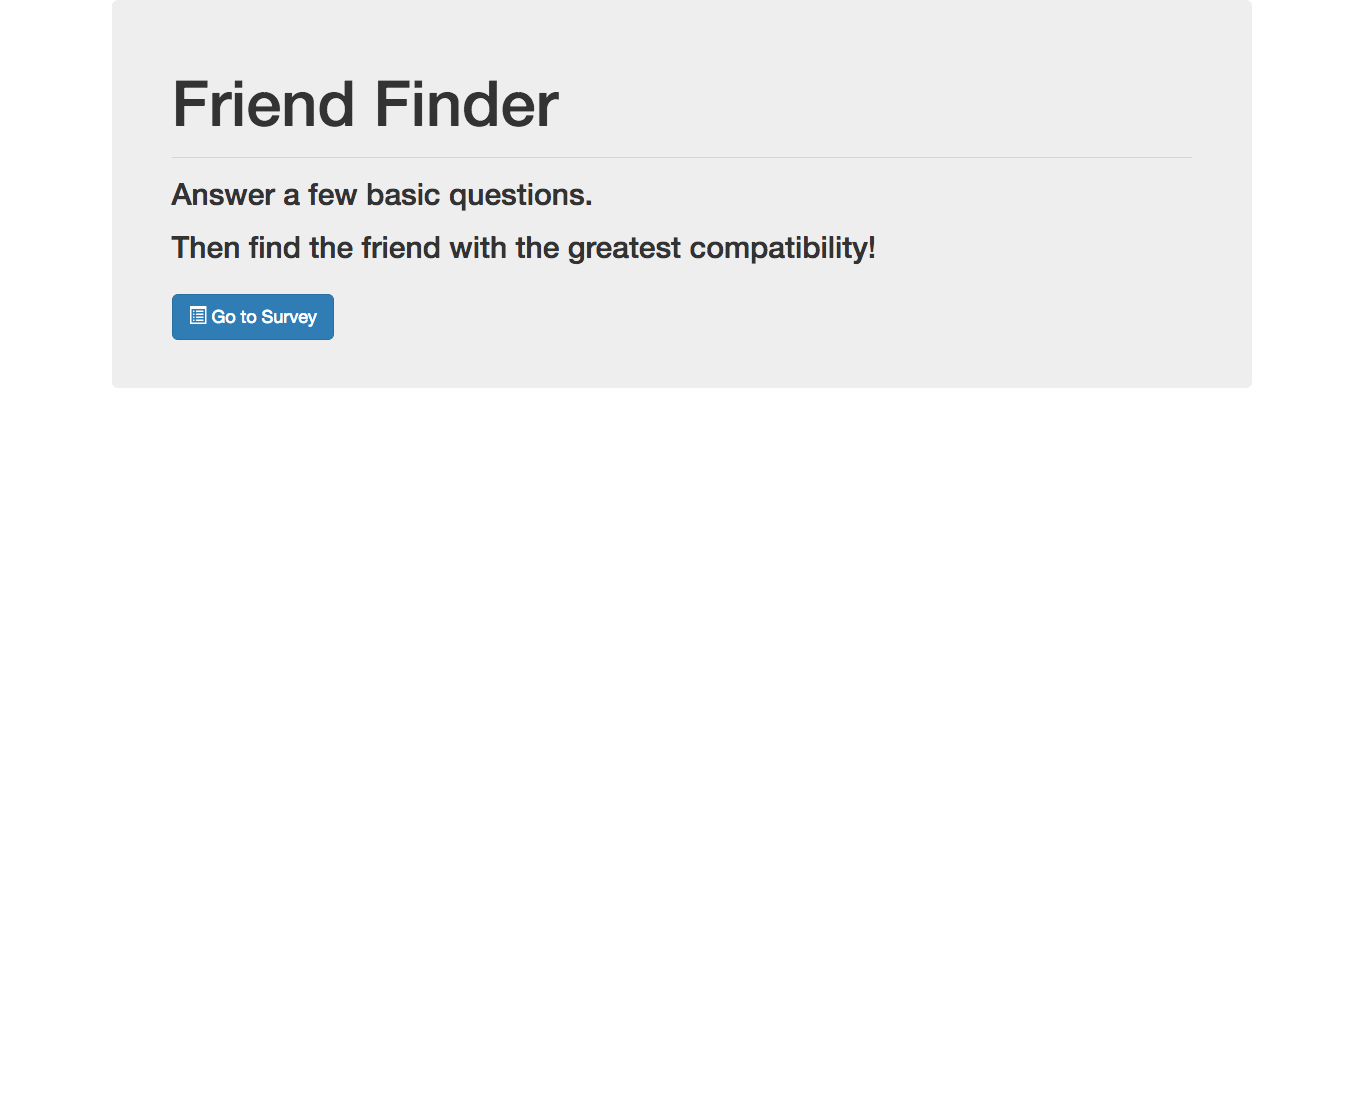 Friend Finder
Answer a few basic questions.
Then find the friend with the greatest compatibility!
Go to Survey